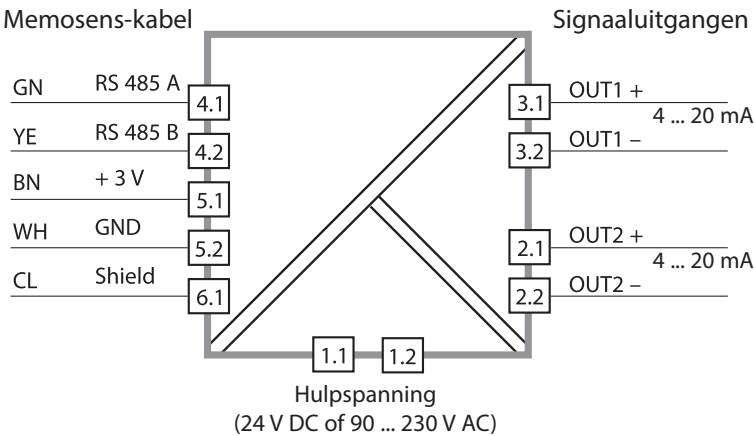 Memosens-kabel
Signaaluitgangen
GN RS 485 A 4.1
YE RS 485 B 4.2
BN + 3 V 5.1
WH GND 5.2
CL Shield 6.1
3.1 OUT1 +
4 ... 20 mA
3.2 OUT1 –
2.1 OUT2 +
4 ... 20 mA
2.2 OUT2 –
1.1 1.2
Hulpspanning
(24 V DC of 90 ... 230 V AC)